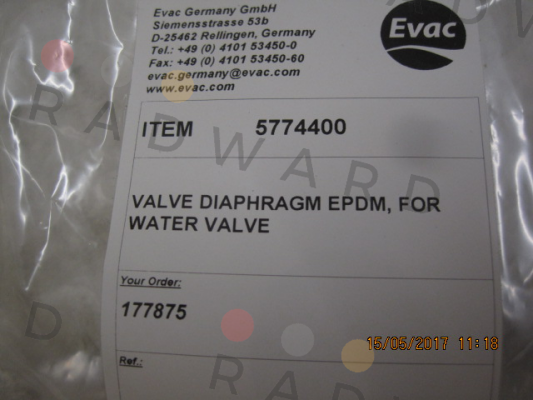 Evac Germany GmbH
Siemensstrasse 53b
D-25462 Rellingen, Germany
Tel.: +49 (0) 4101 53450-0
Fax: +49 (0) 4101 53450-60
evac.germany@evac.com
www.evac.com
Evac
ITEM 5774400
VALVE DIAPHRAGM EPDM, FOR
WATER VALVE
Your Order:
177875
Ref.:
15/05/2017 11:18
RADWARD
RADWARD